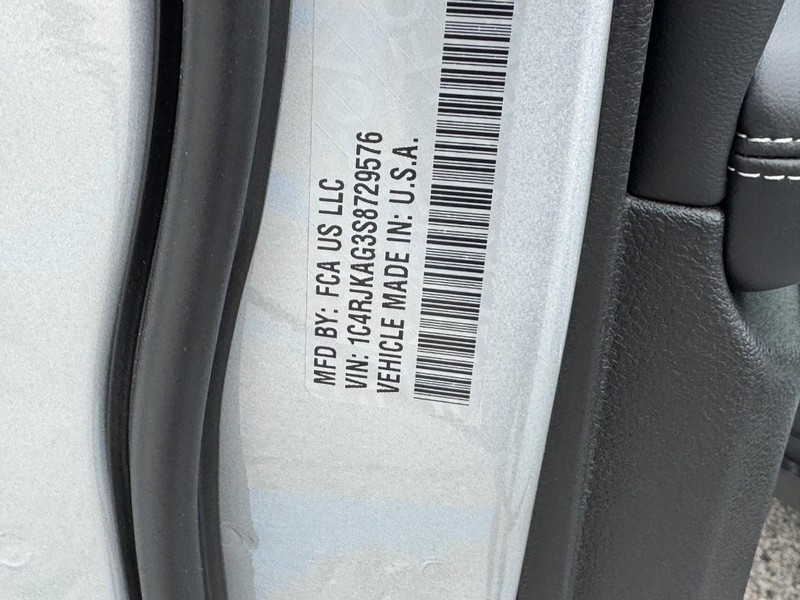 MFD BY: FCA US LLC
VIN: 1C4RJKAG3S8729576
VEHICLE MADE IN: U.S.A.